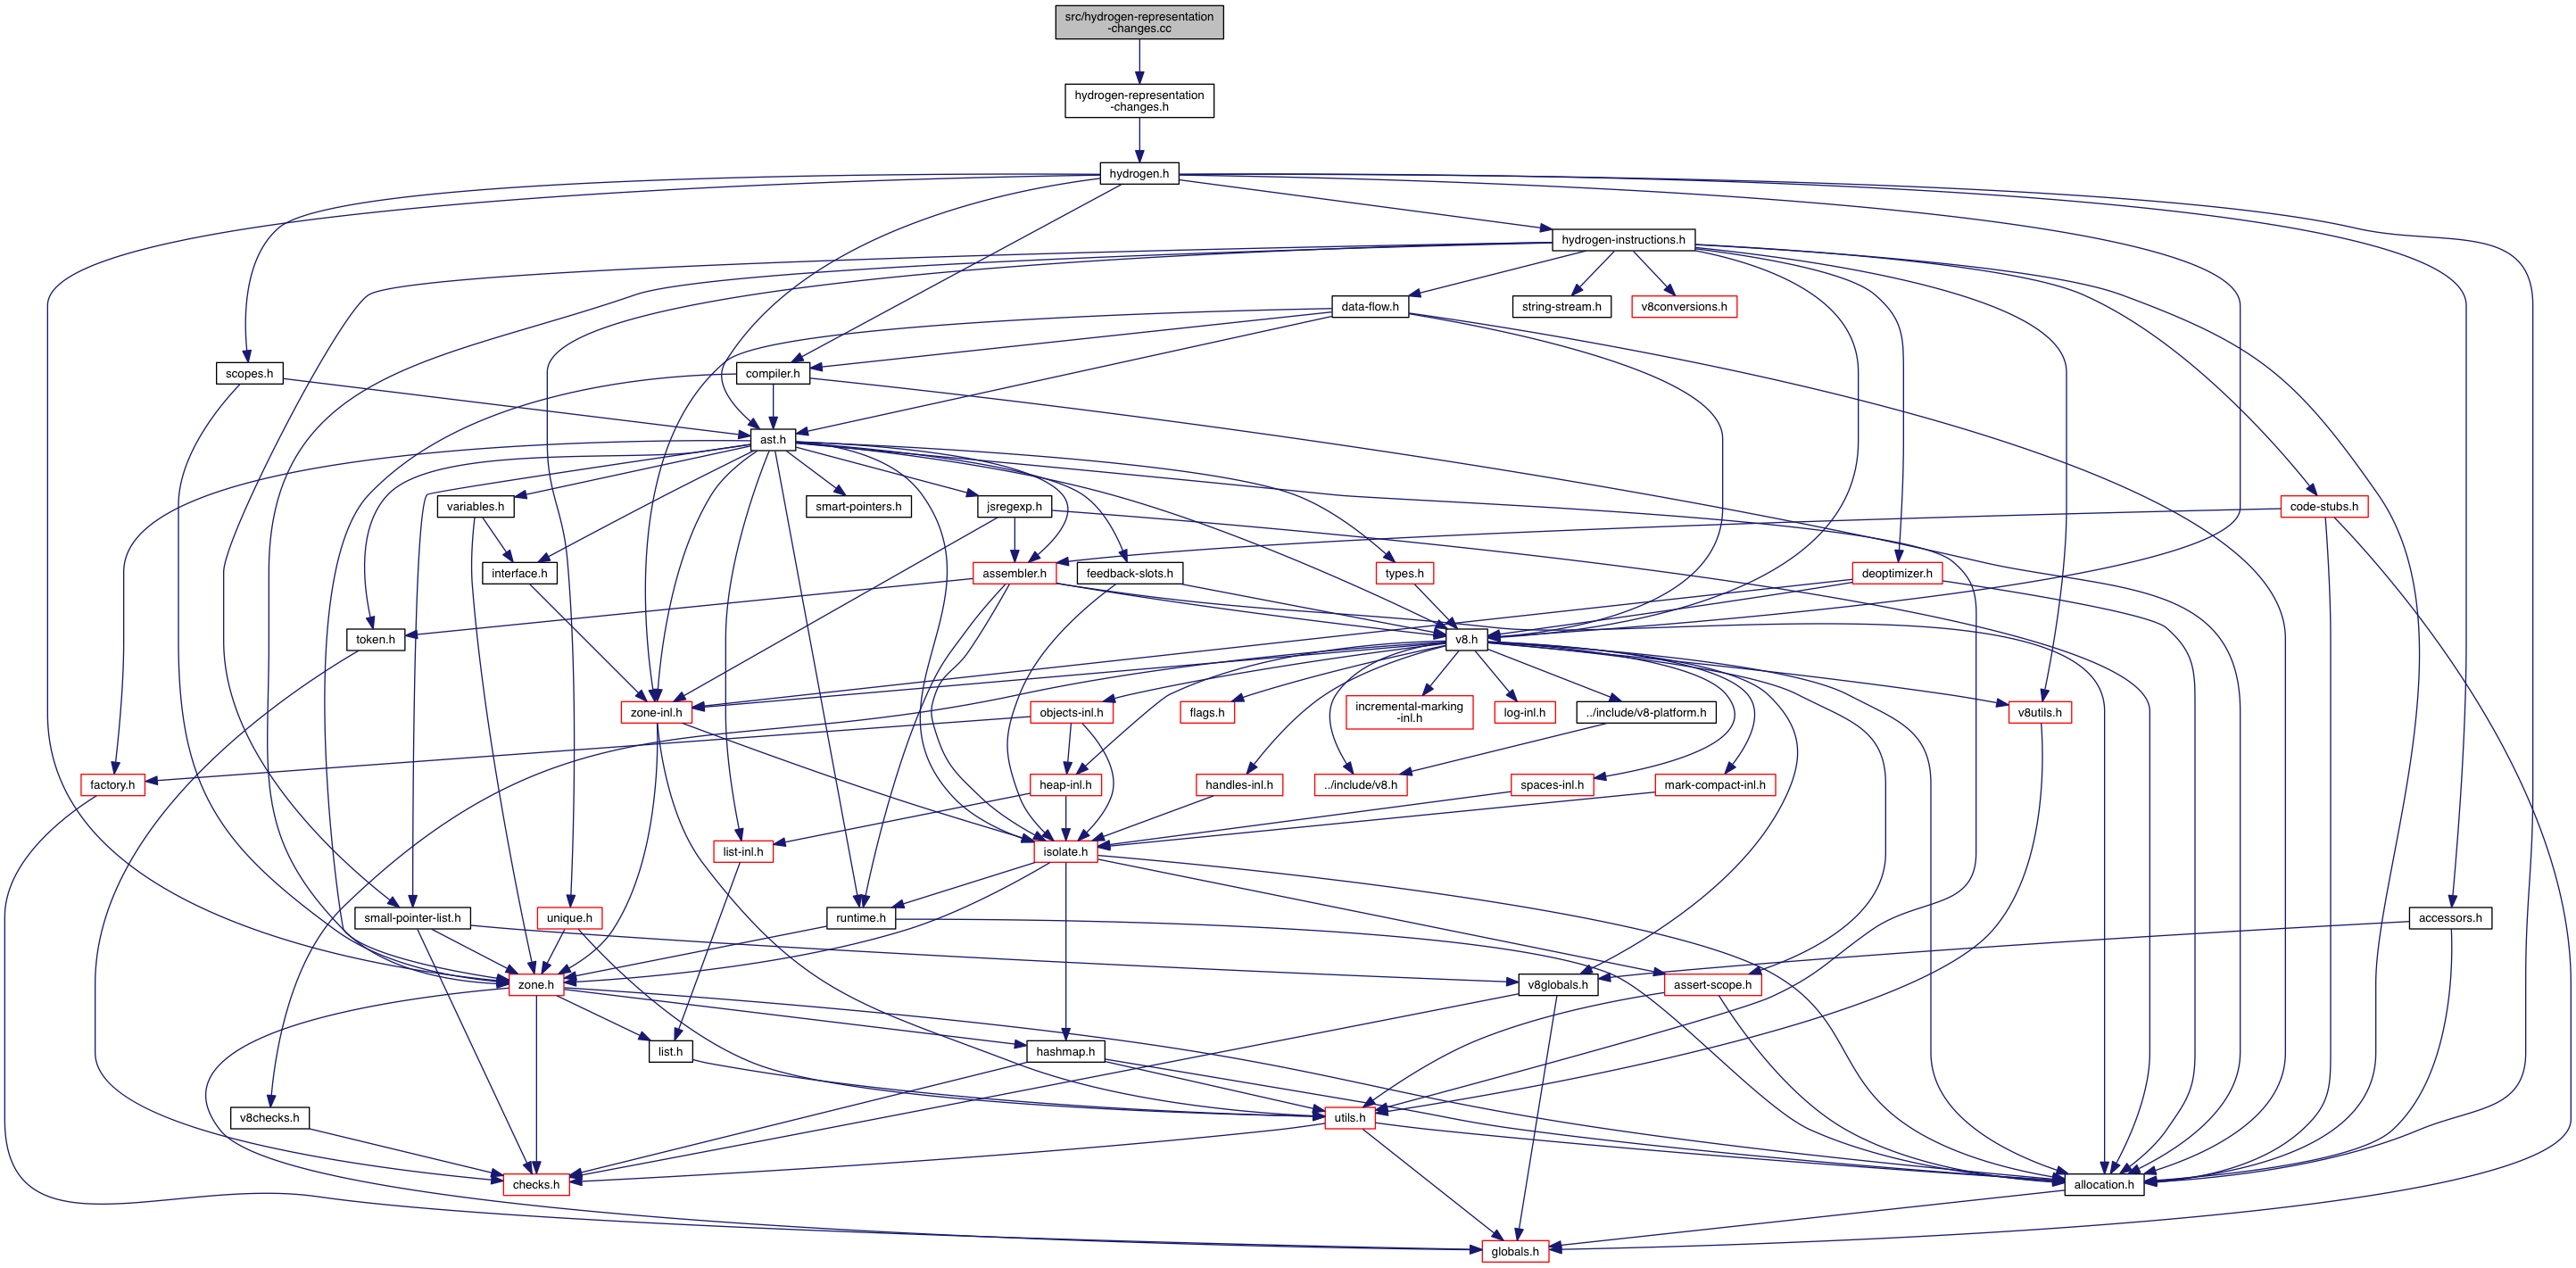 src/hydrogen-representation
-changes.cc
hydrogen-representation
-changes.h
hydrogen.h
hydrogen-instructions.h
data-flow.h
string-stream.h
v8conversions.h
scopes.h
compiler.h
ast.h
variables.h
smart-pointers.h
jsregexp.h
code-stubs.h
interface.h
assembler.h
feedback-slots.h
types.h
deoptimizer.h
token.h
v8.h
zone-inl.h
objects-inl.h
flags.h
incremental-marking
-inl.h
log-inl.h
../include/v8-platform.h
v8utils.h
factory.h
heap-inl.h
handles-inl.h
../include/v8.h
spaces-inl.h
mark-compact-inl.h
list-inl.h
isolate.h
small-pointer-list.h
unique.h
runtime.h
accessors.h
zone.h
v8globals.h
assert-scope.h
list.h
hashmap.h
v8checks.h
utils.h
checks.h
allocation.h
globals.h